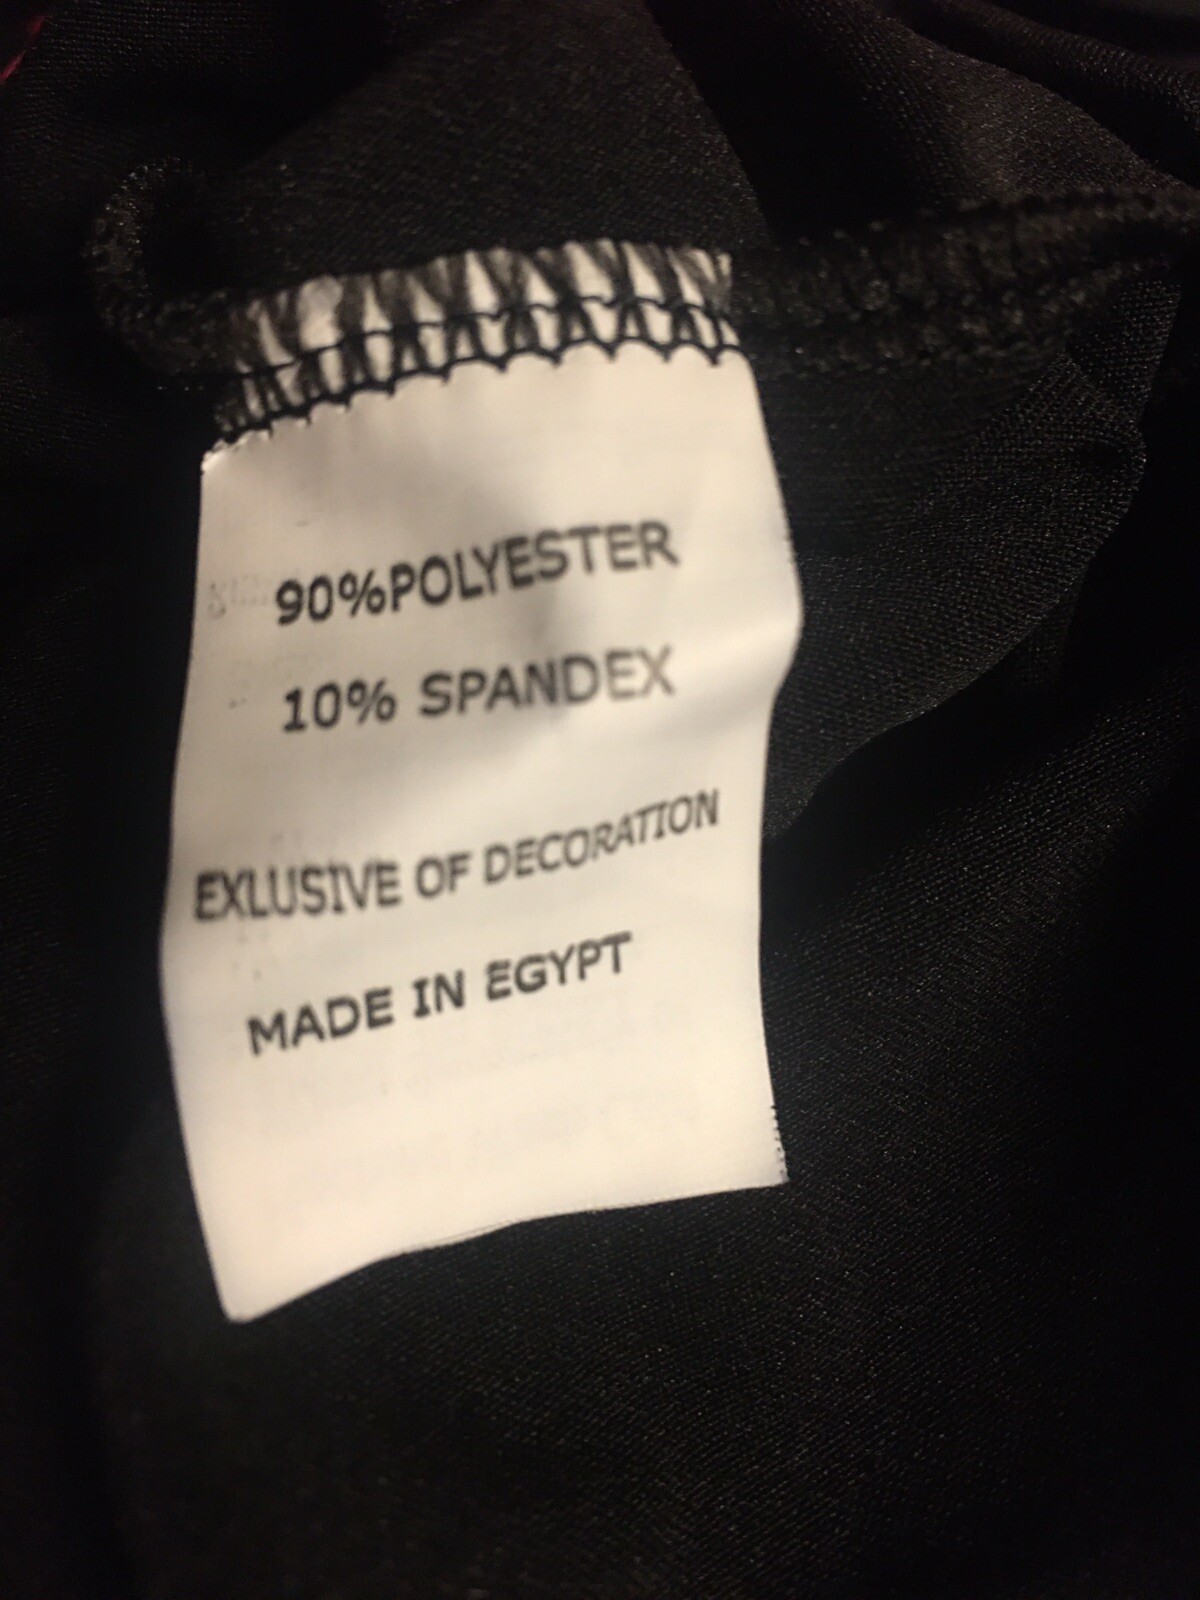 90%POLYESTER
10% SPANDEX
EXLUSIVE OF DECORATION
MADE IN EGYPT